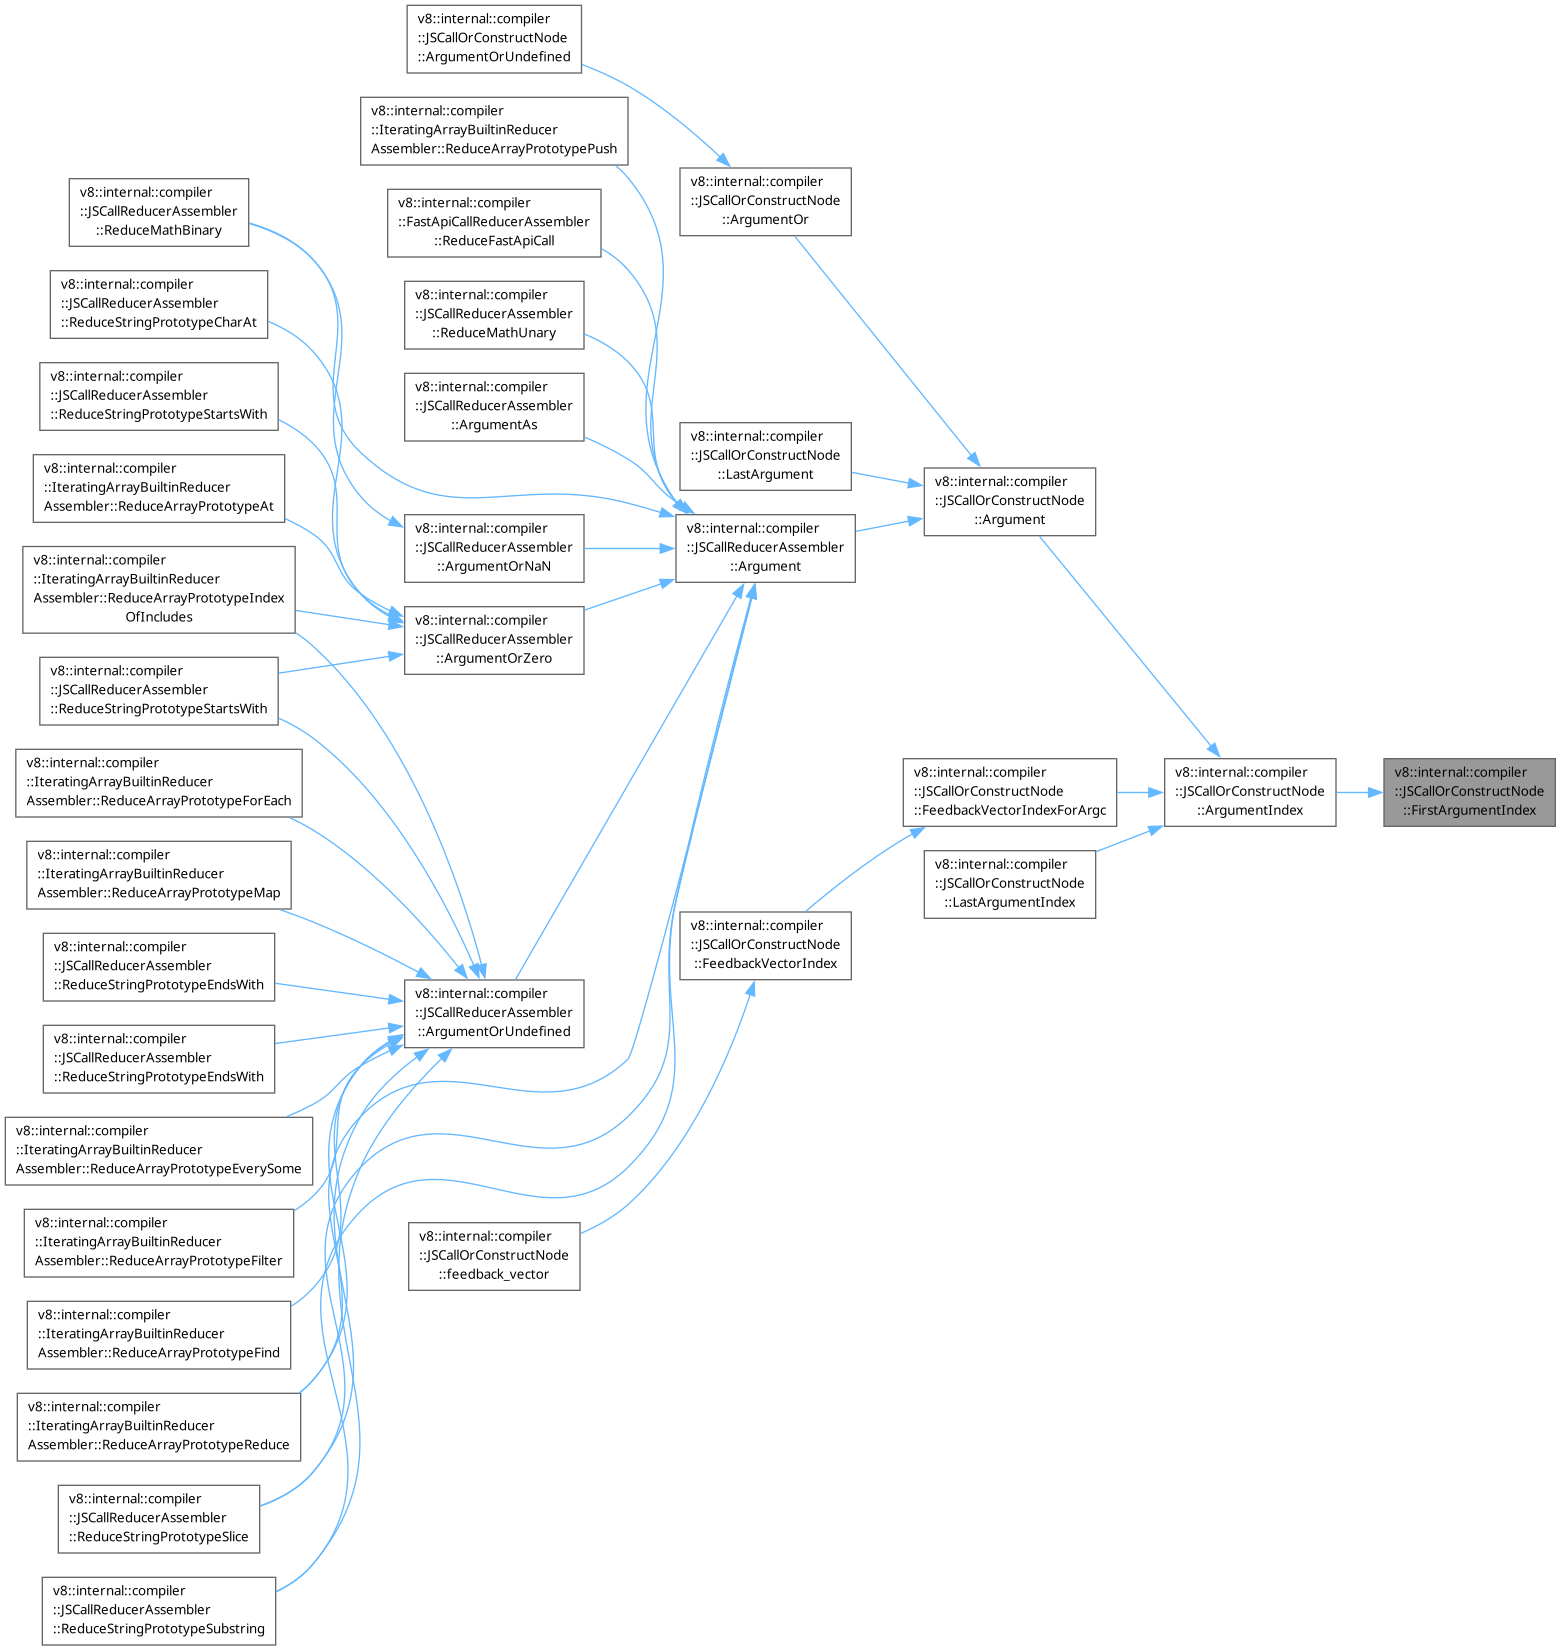 v8::internal::compiler
::JSCallOrConstructNode
::ArgumentOrUndefined
v8::internal::compiler
::IteratingArrayBuiltinReducer
Assembler::ReduceArrayPrototypePush
v8::internal::compiler
::JSCallOrConstructNode
::ArgumentOr
v8::internal::compiler
::JSCallReducerAssembler
::ReduceMathBinary
v8::internal::compiler
::FastApiCallReducerAssembler
::ReduceFastApiCall
v8::internal::compiler
::JSCallReducerAssembler
::ReduceStringPrototypeCharAt
v8::internal::compiler
::JSCallReducerAssembler
::ReduceMathUnary
v8::internal::compiler
::JSCallReducerAssembler
::ReduceStringPrototypeStartsWith
v8::internal::compiler
::JSCallReducerAssembler
::ArgumentAs
v8::internal::compiler
::JSCallOrConstructNode
::LastArgument
v8::internal::compiler
::IteratingArrayBuiltinReducer
Assembler::ReduceArrayPrototypeAt
v8::internal::compiler
::JSCallOrConstructNode
::Argument
v8::internal::compiler
::JSCallReducerAssembler
::ArgumentOrNaN
v8::internal::compiler
::JSCallReducerAssembler
::Argument
v8::internal::compiler
::IteratingArrayBuiltinReducer
Assembler::ReduceArrayPrototypeIndex
OfIncludes
v8::internal::compiler
::JSCallReducerAssembler
::ArgumentOrZero
v8::internal::compiler
::JSCallReducerAssembler
::ReduceStringPrototypeStartsWith
v8::internal::compiler
::IteratingArrayBuiltinReducer
Assembler::ReduceArrayPrototypeForEach
v8::internal::compiler
::JSCallOrConstructNode
::FeedbackVectorIndexForArgc
v8::internal::compiler
::JSCallOrConstructNode
::ArgumentIndex
v8::internal::compiler
::JSCallOrConstructNode
::FirstArgumentIndex
v8::internal::compiler
::IteratingArrayBuiltinReducer
Assembler::ReduceArrayPrototypeMap
v8::internal::compiler
::JSCallOrConstructNode
::LastArgumentIndex
v8::internal::compiler
::JSCallOrConstructNode
::FeedbackVectorIndex
v8::internal::compiler
::JSCallReducerAssembler
::ReduceStringPrototypeEndsWith
v8::internal::compiler
::JSCallReducerAssembler
::ArgumentOrUndefined
v8::internal::compiler
::JSCallReducerAssembler
::ReduceStringPrototypeEndsWith
v8::internal::compiler
::IteratingArrayBuiltinReducer
Assembler::ReduceArrayPrototypeEverySome
v8::internal::compiler
::IteratingArrayBuiltinReducer
Assembler::ReduceArrayPrototypeFilter
v8::internal::compiler
::JSCallOrConstructNode
::feedback_vector
v8::internal::compiler
::IteratingArrayBuiltinReducer
Assembler::ReduceArrayPrototypeFind
v8::internal::compiler
::IteratingArrayBuiltinReducer
Assembler::ReduceArrayPrototypeReduce
v8::internal::compiler
::JSCallReducerAssembler
::ReduceStringPrototypeSlice
v8::internal::compiler
::JSCallReducerAssembler
::ReduceStringPrototypeSubstring